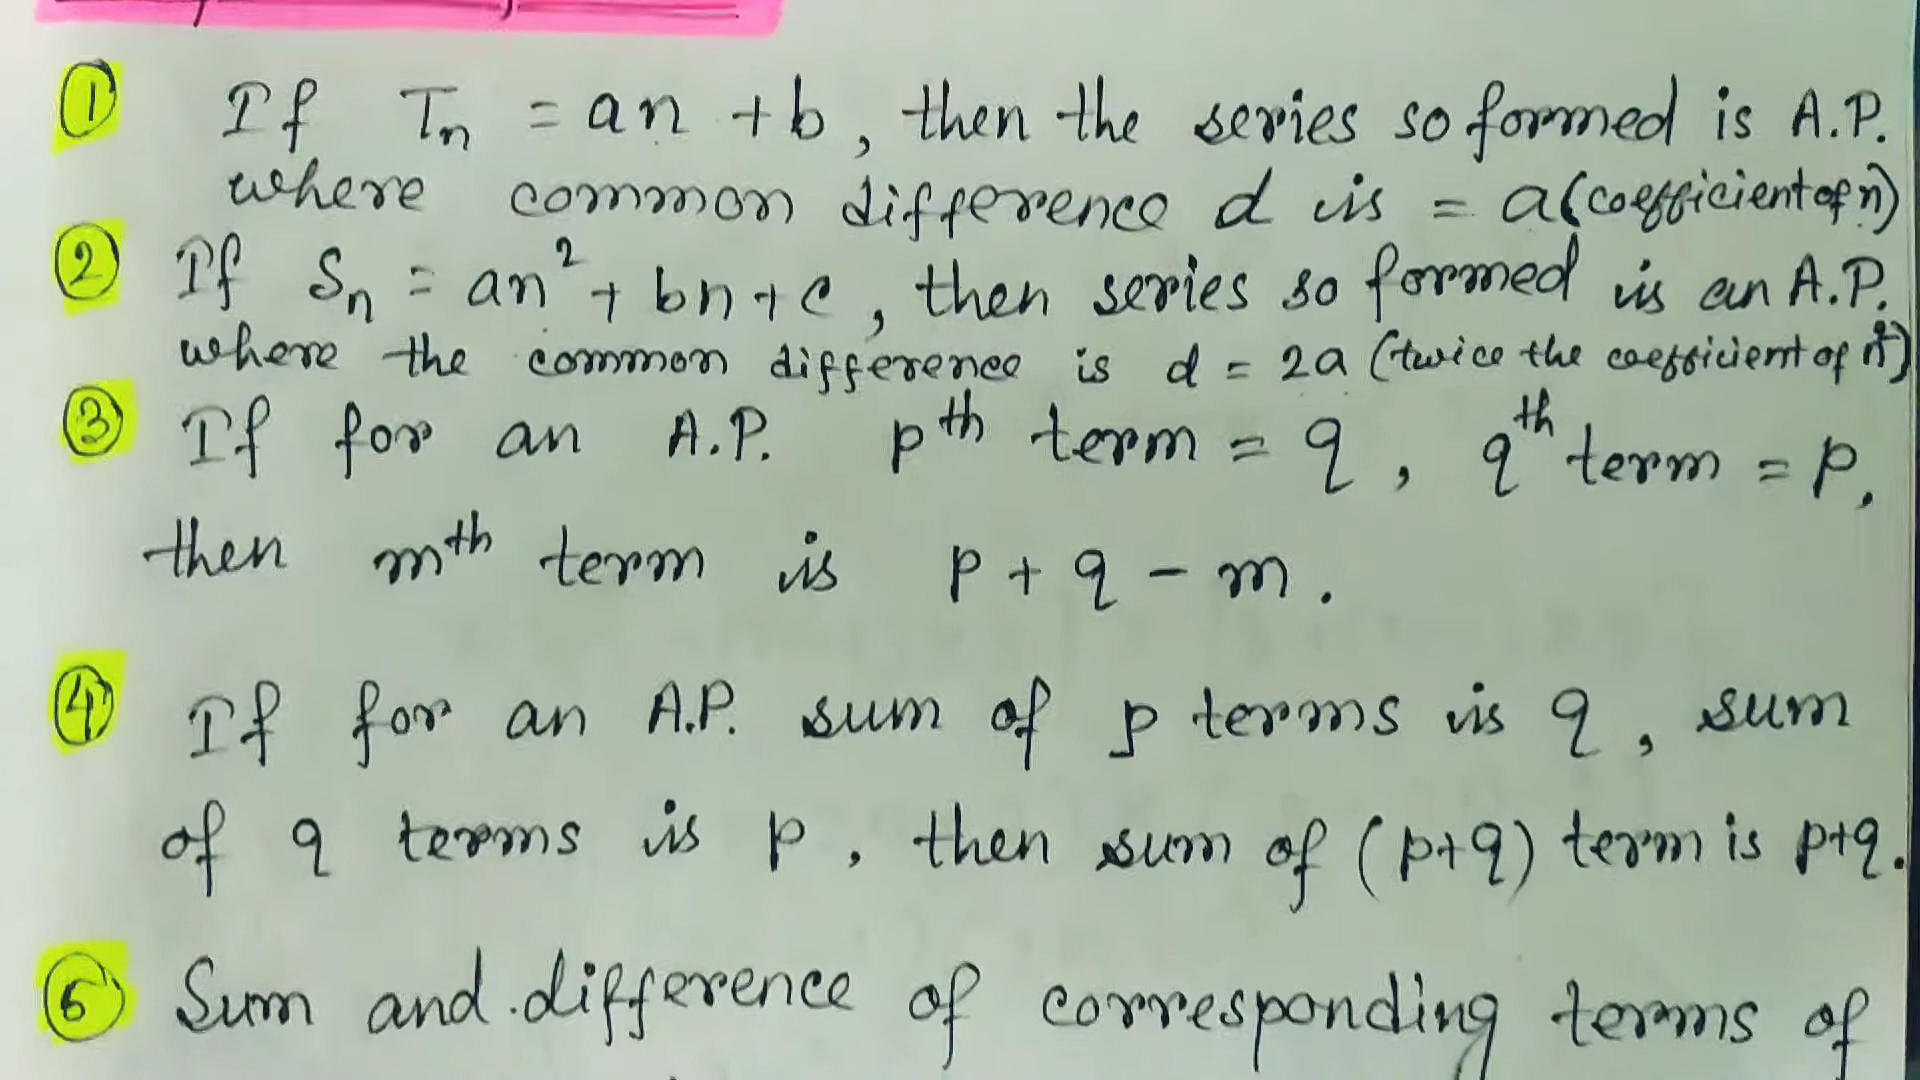 ① If Tn = an + b, then the series so formed is A.P.
where common difference d is = a (coefficient of n)
② If Sn = an² + bn + c, then series so formed is an A.P.
where the common difference is d = 2a (twice the coefficient of n²)
③ If for an A.P. pth term = q, qth term = p,
then mth term is p + q - m.
④ If for an A.P. sum of p terms is q, sum
of q terms is p, then sum of (p+q) term is p+q.
⑤ Sum and difference of corresponding terms of